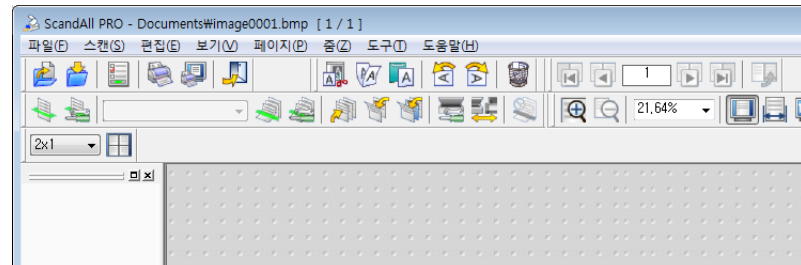 ScandAll PRO - Documents₩image0001.bmp [ 1 / 1 ]
파일(F) 스캔(S) 편집(E) 보기(V) 페이지(P) 줌(Z) 도구(T) 도움말(H)
1
21,64%
2x1